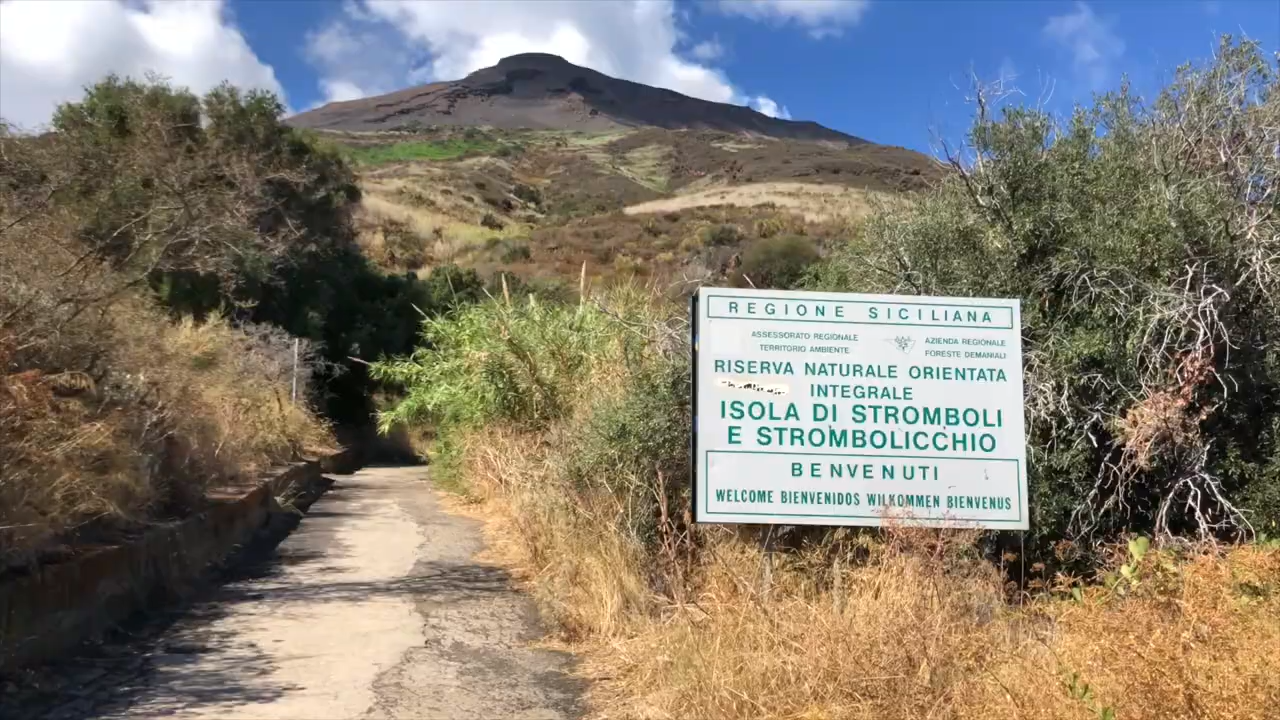 REGIONE SICILIANA
ASSESSORATO REGIONALE
TERRITORIO AMBIENTE
AZIENDA REGIONALE
FORESTE DEMANIALI
RISERVA NATURALE ORIENTATA
INTEGRALE
ISOLA DI STROMBOLI
E STROMBOLICCHIO
BENVENUTI
WELCOME BIENVENIDOS WILKOMMEN BIENVENUS